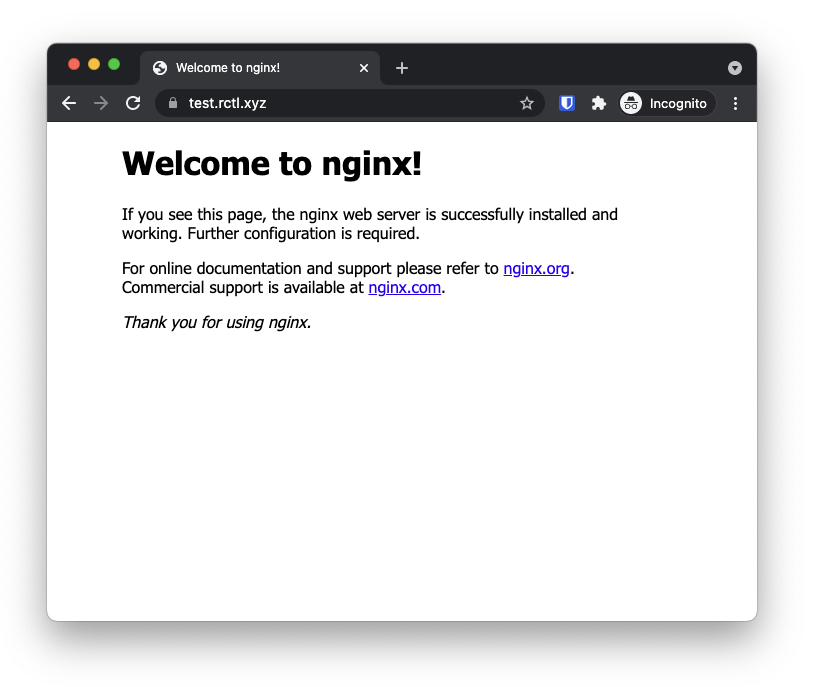 Welcome to nginx!
test.rctl.xyz
Incognito
Welcome to nginx!
If you see this page, the nginx web server is successfully installed and
working. Further configuration is required.
For online documentation and support please refer to nginx.org.
Commercial support is available at nginx.com.
Thank you for using nginx.